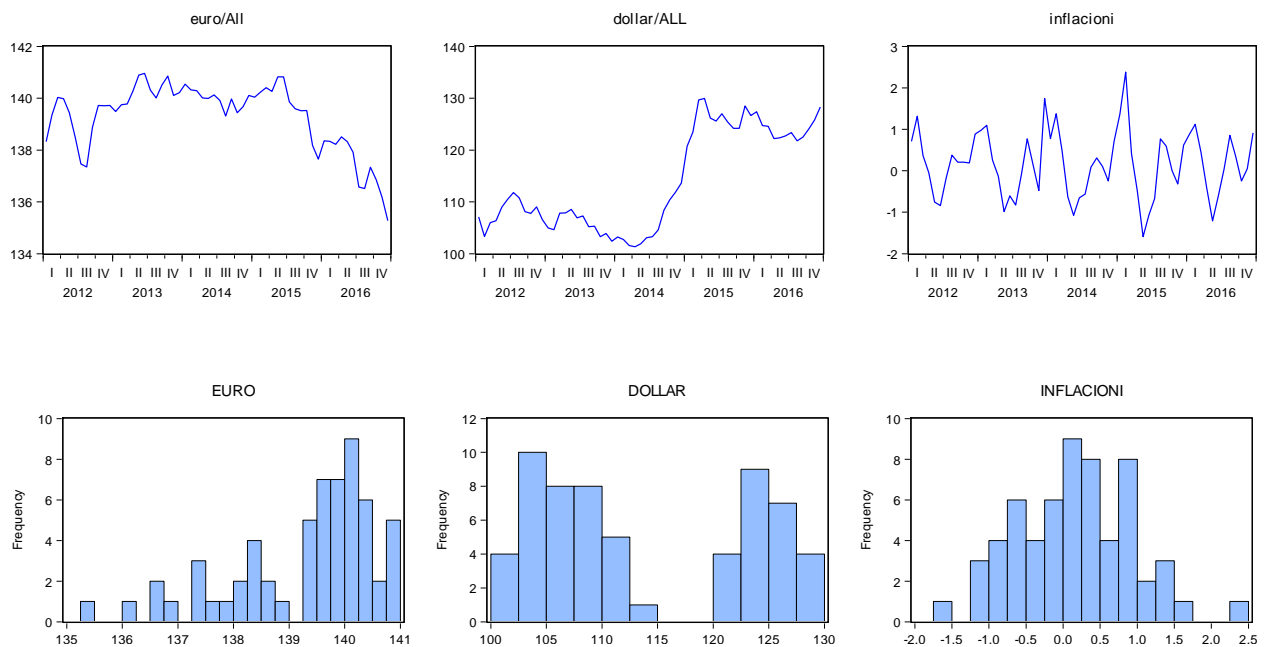 euro/All
142
140
138
136
134
I II III IV I II III IV I II III IV I II III IV I II III IV
2012 2013 2014 2015 2016
dollar/ALL
140
130
120
110
100
I II III IV I II III IV I II III IV I II III IV I II III IV
2012 2013 2014 2015 2016
inflacioni
3
2
1
0
-1
-2
I II III IV I II III IV I II III IV I II III IV I II III IV
2012 2013 2014 2015 2016
EURO
Frequency
10
8
6
4
2
0
135 136 137 138 139 140 141
DOLLAR
Frequency
12
10
8
6
4
2
0
100 105 110 115 120 125 130
INFLACIONI
Frequency
10
8
6
4
2
0
-2.0 -1.5 -1.0 -0.5 0.0 0.5 1.0 1.5 2.0 2.5